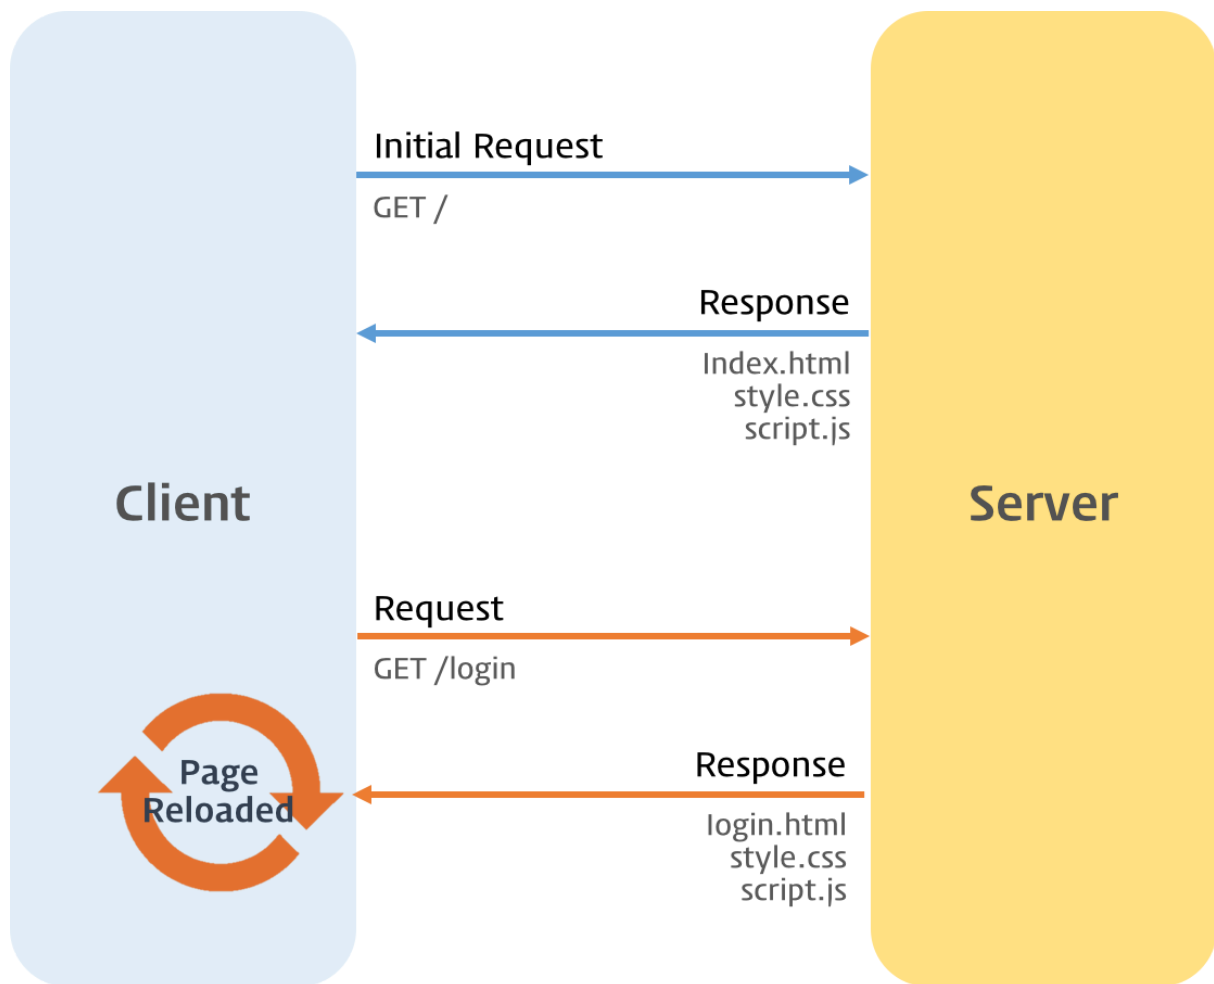 Initial Request
GET /
Response
Index.html
style.css
script.js
Client
Server
Request
GET /login
Page
Reloaded
Response
login.html
style.css
script.js